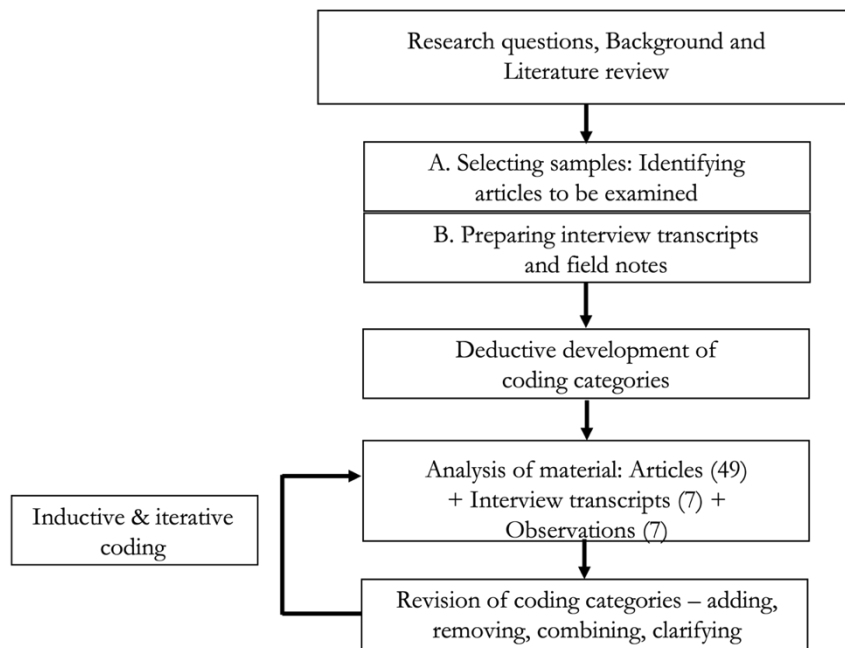 Research questions, Background and
Literature review
A. Selecting samples: Identifying
articles to be examined
B. Preparing interview transcripts
and field notes
Deductive development of
coding categories
Analysis of material: Articles (49)
+ Interview transcripts (7) +
Observations (7)
Inductive & iterative
coding
Revision of coding categories – adding,
removing, combining, clarifying